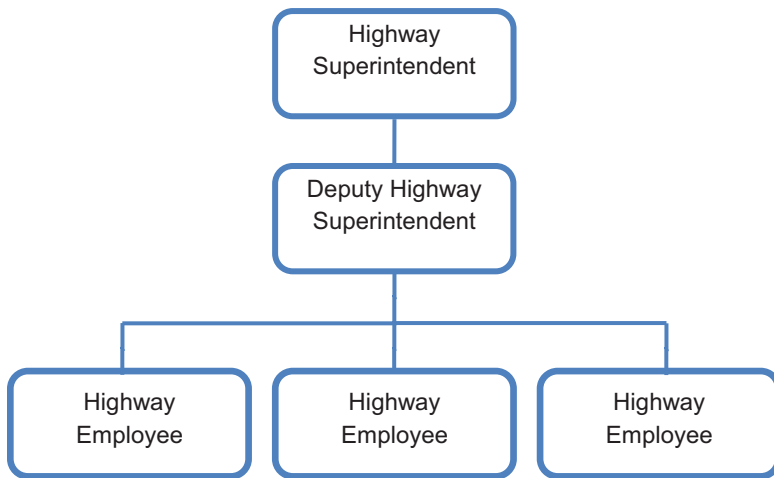 Highway
Superintendent
Deputy Highway
Superintendent
Highway
Employee
Highway
Employee
Highway
Employee